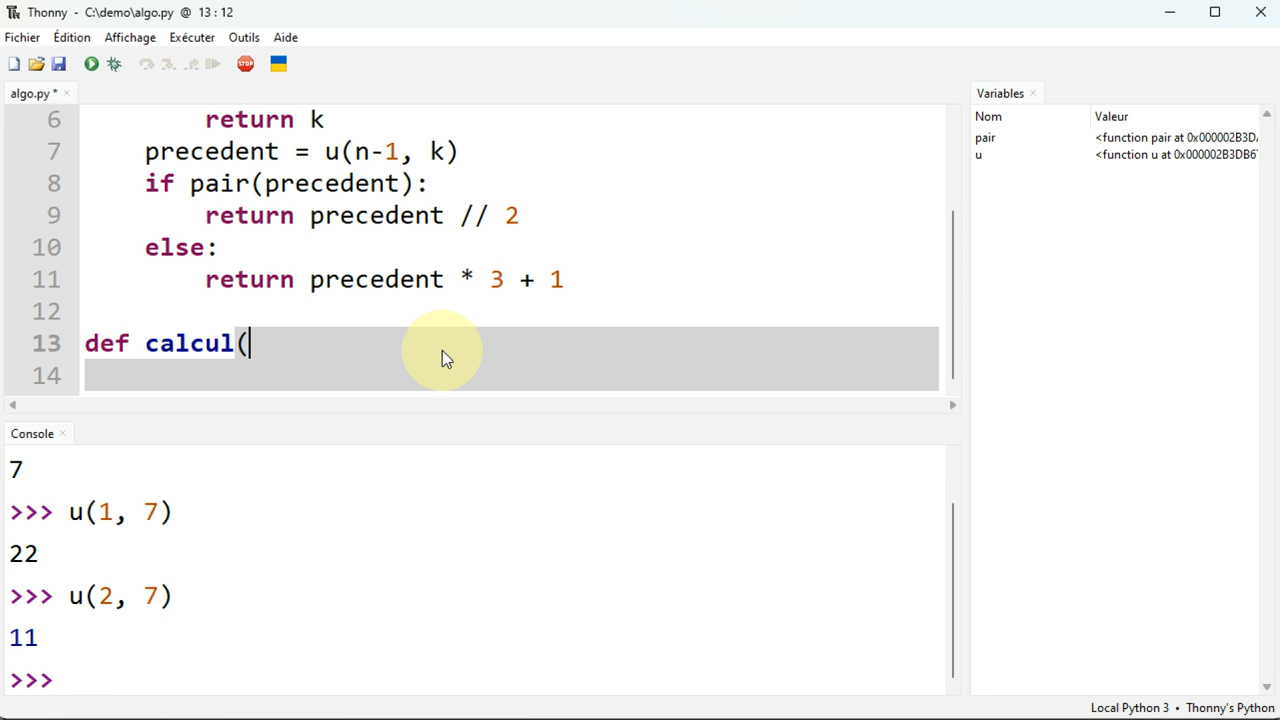 Thonny - C:\demo\algo.py @ 13 : 12
Fichier Édition Affichage Exécuter Outils Aide
STOP
algo.py *
6 return k
7 precedent = u(n-1, k)
8 if pair(precedent):
9 return precedent // 2
10 else:
11 return precedent * 3 + 1
12
13 def calcul(
14
Console
7
>>> u(1, 7)
22
>>> u(2, 7)
11
>>>
Variables
Nom Valeur
pair <function pair at 0x000002B3D
u <function u at 0x000002B3DB6
Local Python 3 • Thonny's Python